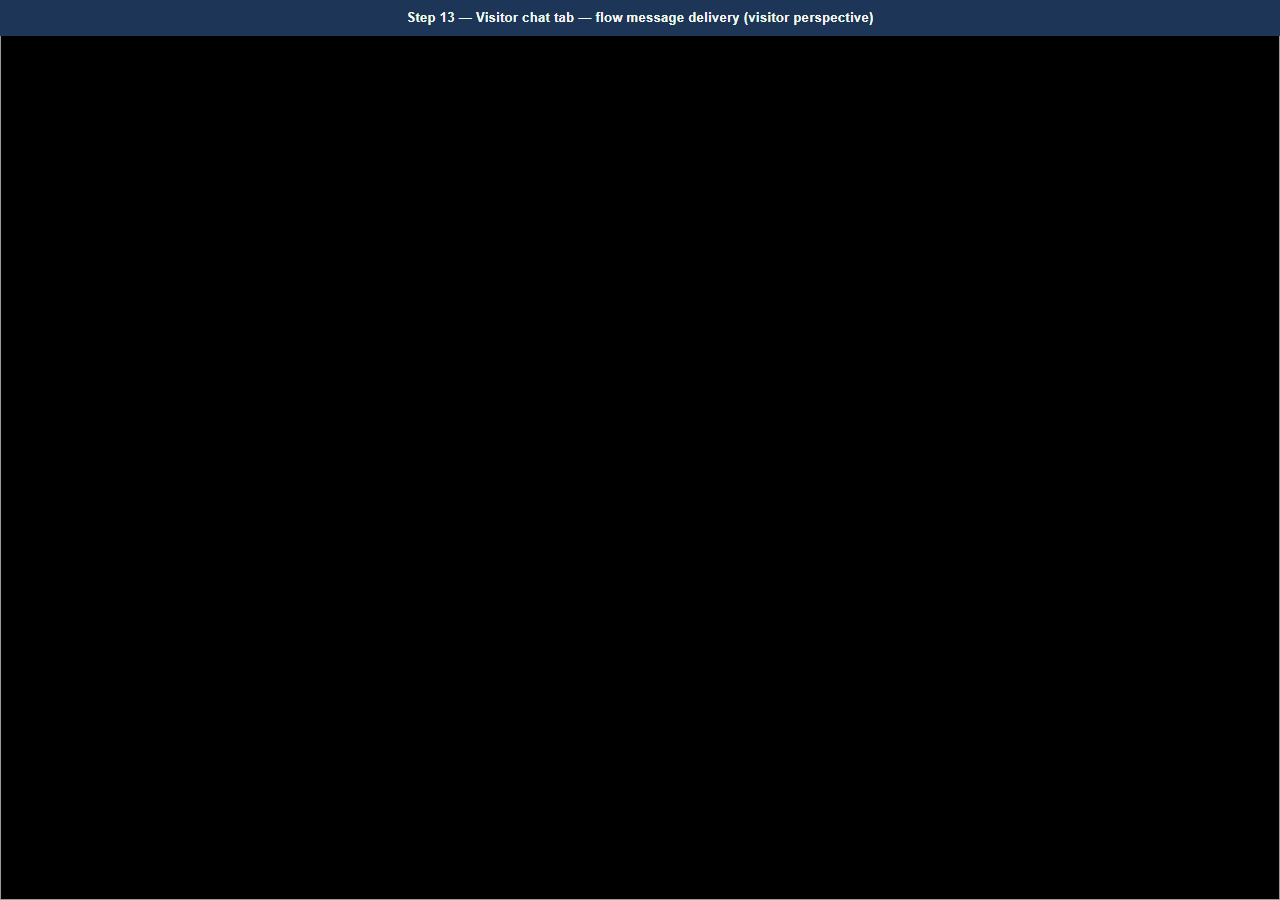 Step 13 — Visitor chat tab — flow message delivery (visitor perspective)